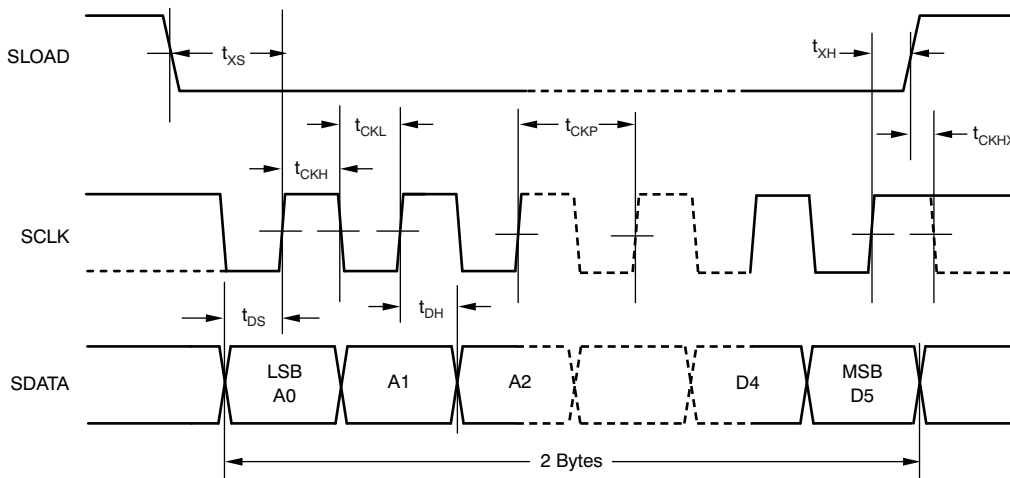 SLOAD
tXS
tXH
tCKL
tCKP
tCKHX
tCKH
SCLK
tDS
tDH
SDATA
LSB
A0
A1
A2
D4
MSB
D5
2 Bytes